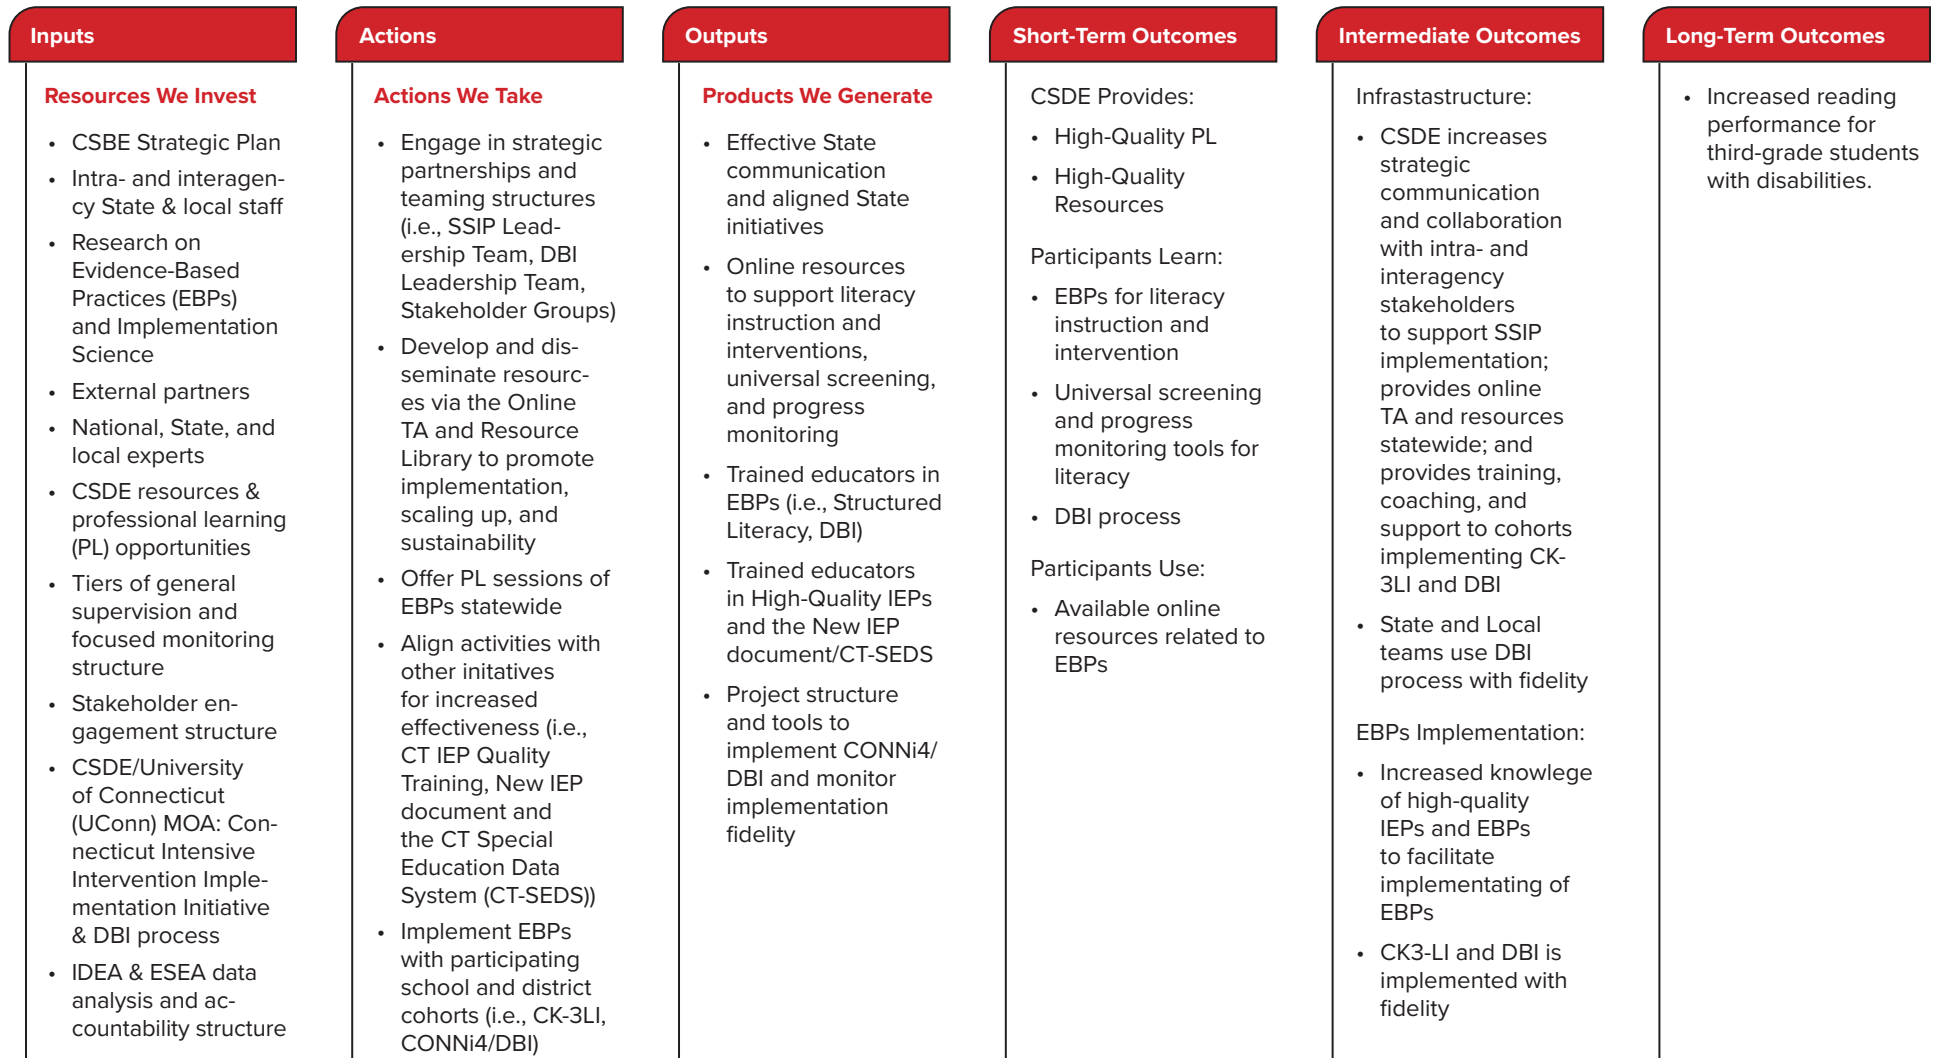 Inputs
Resources We Invest
• CSBE Strategic Plan
• Intra- and interagen-
cy State & local staff
• Research on
Evidence-Based
Practices (EBPs)
and Implementation
Science
• External partners
• National, State, and
local experts
• CSDE resources &
professional learning
(PL) opportunities
• Tiers of general
supervision and
focused monitoring
structure
• Stakeholder en-
gagement structure
• CSDE/University
of Connecticut
(UConn) MOA: Con-
necticut Intensive
Intervention Imple-
mentation Initiative
& DBI process
• IDEA & ESEA data
analysis and ac-
countability structure
Actions
Actions We Take
• Engage in strategic
partnerships and
teaming structures
(i.e., SSIP Lead-
ership Team, DBI
Leadership Team,
Stakeholder Groups)
• Develop and dis-
seminate resourc-
es via the Online
TA and Resource
Library to promote
implementation,
scaling up, and
sustainability
• Offer PL sessions of
EBPs statewide
• Align activities with
other initatives
for increased
effectiveness (i.e.,
CT IEP Quality
Training, New IEP
document and
the CT Special
Education Data
System (CT-SEDS))
• Implement EBPs
with participating
school and district
cohorts (i.e., CK-3LI,
CONNi4/DBI)
Outputs
Products We Generate
• Effective State
communication
and aligned State
initiatives
• Online resources
to support literacy
instruction and
interventions,
universal screening,
and progress
monitoring
• Trained educators in
EBPs (i.e., Structured
Literacy, DBI)
• Trained educators
in High-Quality IEPs
and the New IEP
document/CT-SEDS
• Project structure
and tools to
implement CONNi4/
DBI and monitor
implementation
fidelity
Short-Term Outcomes
CSDE Provides:
• High-Quality PL
• High-Quality
Resources
Participants Learn:
• EBPs for literacy
instruction and
intervention
• Universal screening
and progress
monitoring tools for
literacy
• DBI process
Participants Use:
• Available online
resources related to
EBPs
Intermediate Outcomes
Infrastastructure:
• CSDE increases
strategic
communication
and collaboration
with intra- and
interagency
stakeholders
to support SSIP
implementation;
provides online
TA and resources
statewide; and
provides training,
coaching, and
support to cohorts
implementing CK-
3LI and DBI
• State and Local
teams use DBI
process with fidelity
EBPs Implementation:
• Increased knowlege
of high-quality
IEPs and EBPs
to facilitate
implementating of
EBPs
• CK3-LI and DBI is
implemented with
fidelity
Long-Term Outcomes
• Increased reading
performance for
third-grade students
with disabilities.